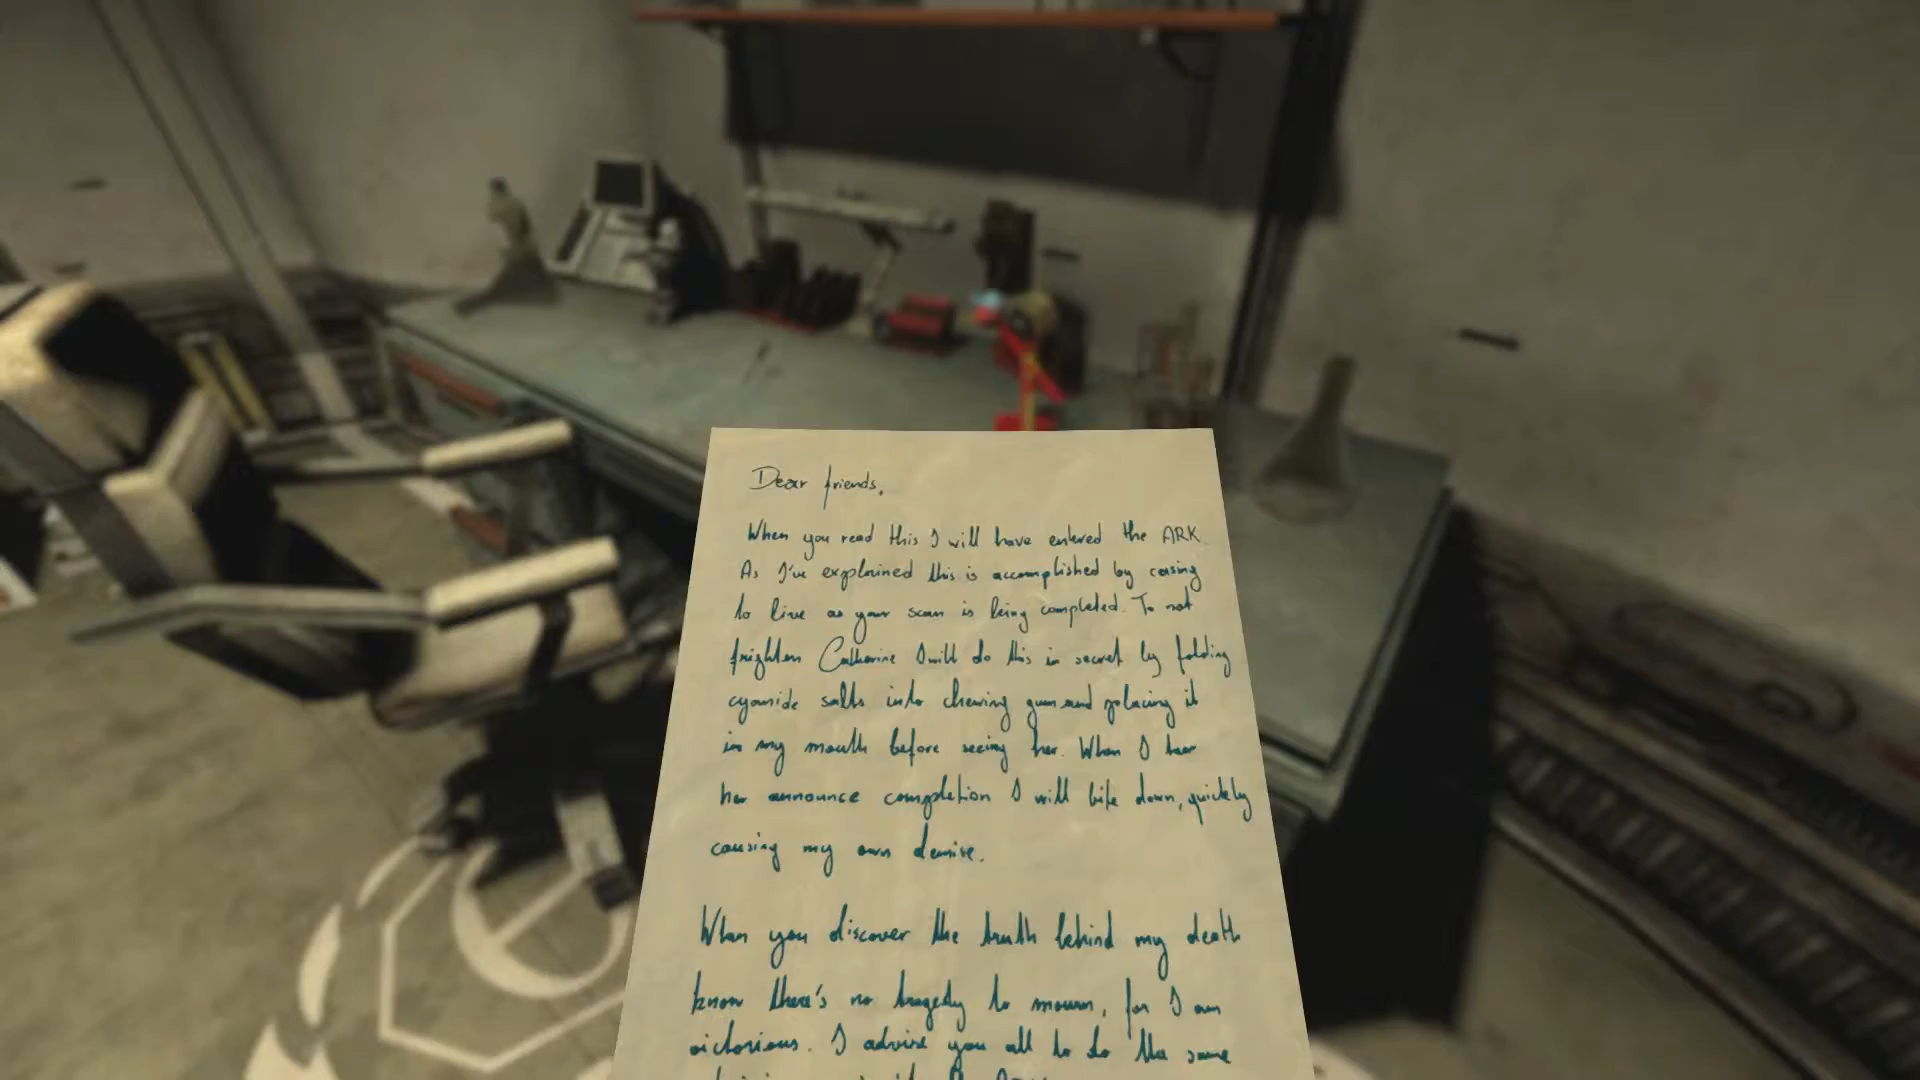 Dear friends,
When you read this I will have entered the ARK.
As I've explained this is accomplished by ceasing
to live as your scan is being completed. To not
frighten Catherine I will do this in secret by folding
cyanide salts into chewing gum and placing it
in my mouth before seeing her. When I hear
her announce completion I will bite down, quickly
causing my own demise.
When you discover the truth behind my death
know there's no tragedy to mourn, for I am
victorious. I advise you all to do the same